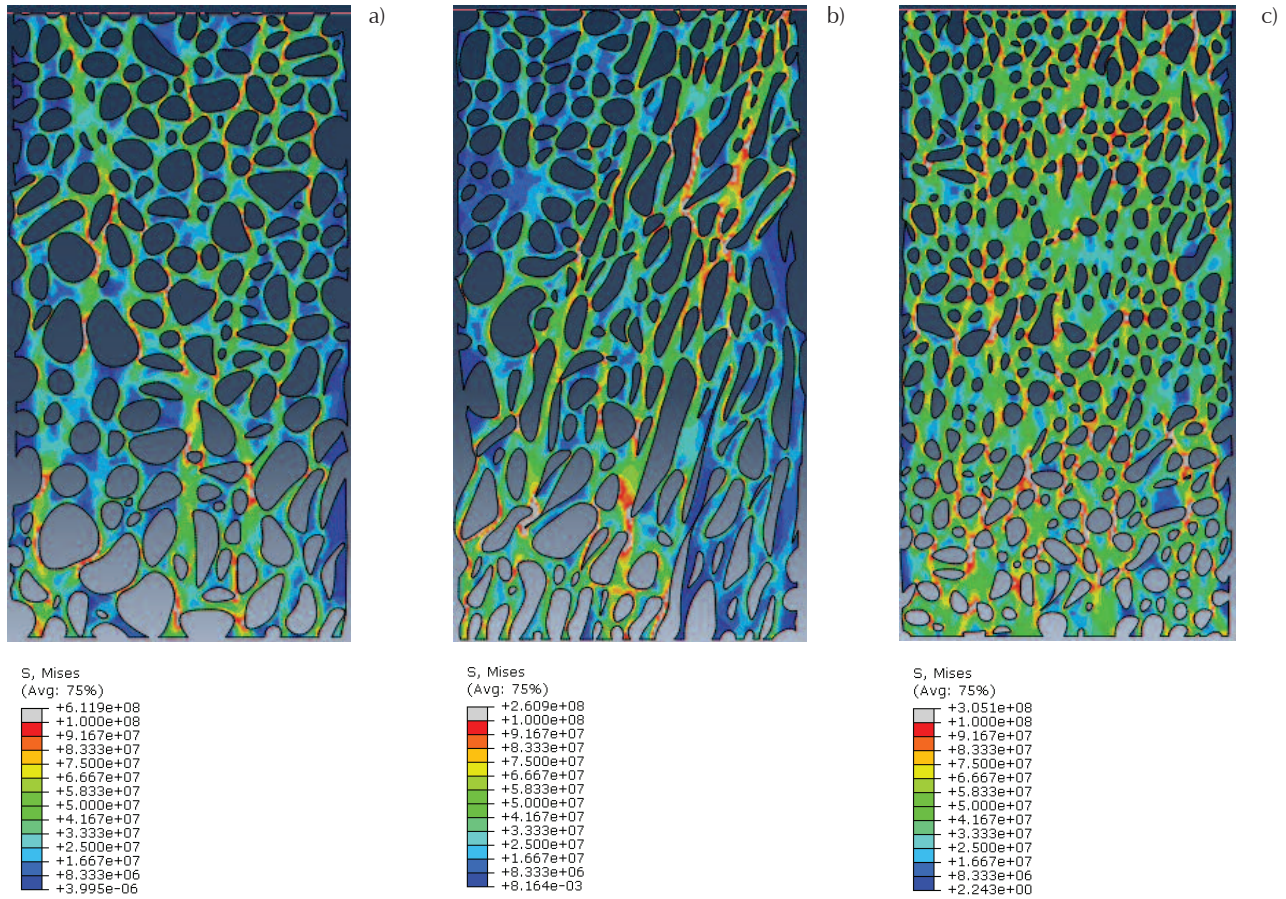 a)
b)
c)
S, Mises
(Avg: 75%)
+6.119e+08
+1.000e+08
+9.167e+07
+8.333e+07
+7.500e+07
+6.667e+07
+5.833e+07
+5.000e+07
+4.167e+07
+3.333e+07
+2.500e+07
+1.667e+07
+8.333e+06
+3.995e-06
S, Mises
(Avg: 75%)
+2.609e+08
+1.000e+08
+9.167e+07
+8.333e+07
+7.500e+07
+6.667e+07
+5.833e+07
+5.000e+07
+4.167e+07
+3.333e+07
+2.500e+07
+1.667e+07
+8.333e+06
+8.164e-03
S, Mises
(Avg: 75%)
+3.051e+08
+1.000e+08
+9.167e+07
+8.333e+07
+7.500e+07
+6.667e+07
+5.833e+07
+5.000e+07
+4.167e+07
+3.333e+07
+2.500e+07
+1.667e+07
+8.333e+06
+2.243e+00